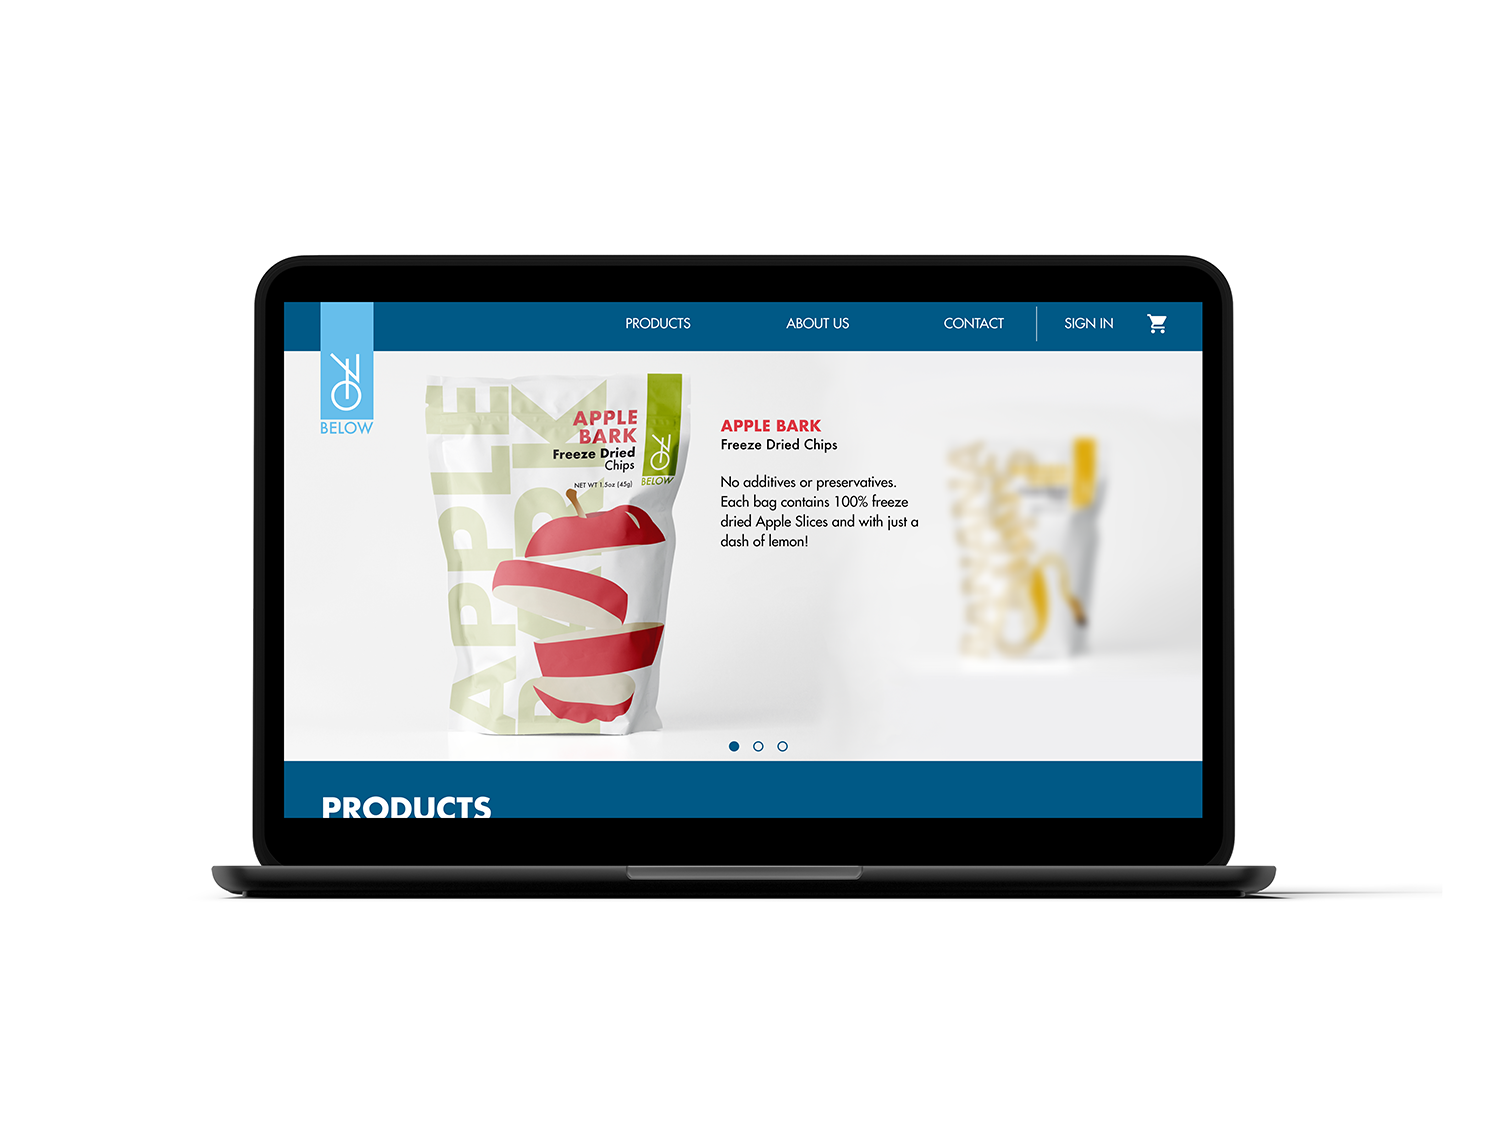 PRODUCTS
ABOUT US
CONTACT
SIGN IN
BELOW
APPLE
BARK
APPLE
BARK
Freeze Dried
Chips
NET WT 1.5oz (45g)
BELOW
APPLE BARK
Freeze Dried Chips
No additives or preservatives.
Each bag contains 100% freeze
dried Apple Slices and with just a
dash of lemon!
BANANA
PRODUCTS